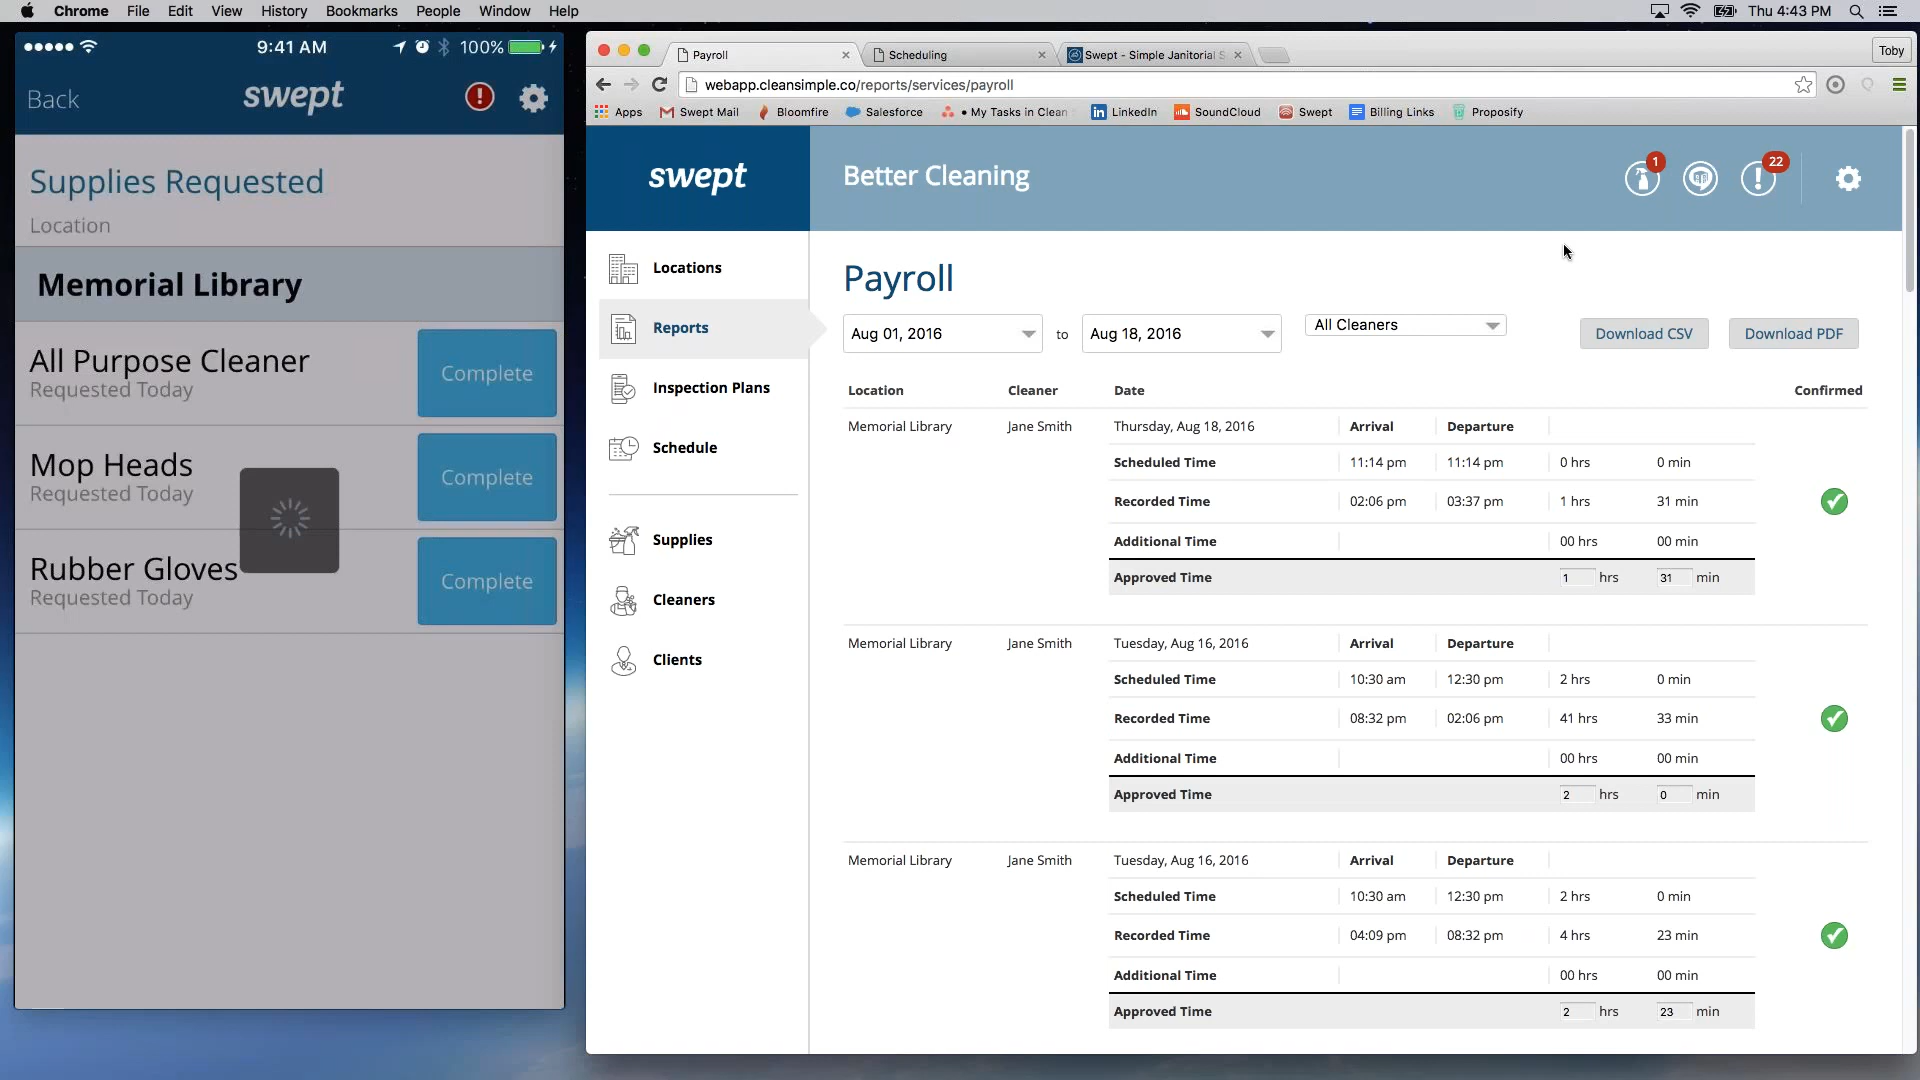 Chrome File Edit View History Bookmarks People Window Help Thu 4:43 PM
9:41 AM 100%
Back swept
Supplies Requested
Location
Memorial Library
All Purpose Cleaner
Requested Today
Complete
Mop Heads
Requested Today
Complete
Rubber Gloves
Requested Today
Complete
Payroll Scheduling Swept - Simple Janitorial S Toby
webapp.cleansimple.co/reports/services/payroll
Apps Swept Mail Bloomfire Salesforce • My Tasks in Clean LinkedIn SoundCloud Swept Billing Links Proposify
swept Better Cleaning 1 22
Locations
Reports
Inspection Plans
Schedule
Supplies
Cleaners
Clients
Payroll
Aug 01, 2016 to Aug 18, 2016 All Cleaners Download CSV Download PDF
Location Cleaner Date Confirmed
Memorial Library Jane Smith Thursday, Aug 18, 2016 Arrival Departure
Scheduled Time 11:14 pm 11:14 pm 0 hrs 0 min
Recorded Time 02:06 pm 03:37 pm 1 hrs 31 min
Additional Time 00 hrs 00 min
Approved Time 1 hrs 31 min
Memorial Library Jane Smith Tuesday, Aug 16, 2016 Arrival Departure
Scheduled Time 10:30 am 12:30 pm 2 hrs 0 min
Recorded Time 08:32 pm 02:06 pm 41 hrs 33 min
Additional Time 00 hrs 00 min
Approved Time 2 hrs 0 min
Memorial Library Jane Smith Tuesday, Aug 16, 2016 Arrival Departure
Scheduled Time 10:30 am 12:30 pm 2 hrs 0 min
Recorded Time 04:09 pm 08:32 pm 4 hrs 23 min
Additional Time 00 hrs 00 min
Approved Time 2 hrs 23 min